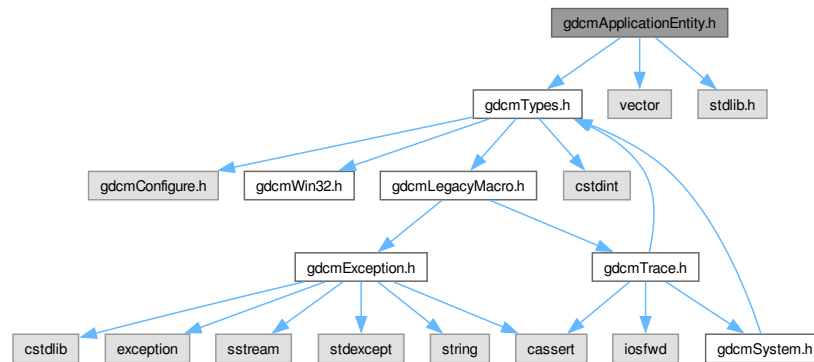 gdcmApplicationEntity.h
gdcmTypes.h
vector
stdlib.h
gdcmConfigure.h
gdcmWin32.h
gdcmLegacyMacro.h
cstdint
gdcmException.h
gdcmTrace.h
cstdlib
exception
sstream
stdexcept
string
cassert
iosfwd
gdcmSystem.h